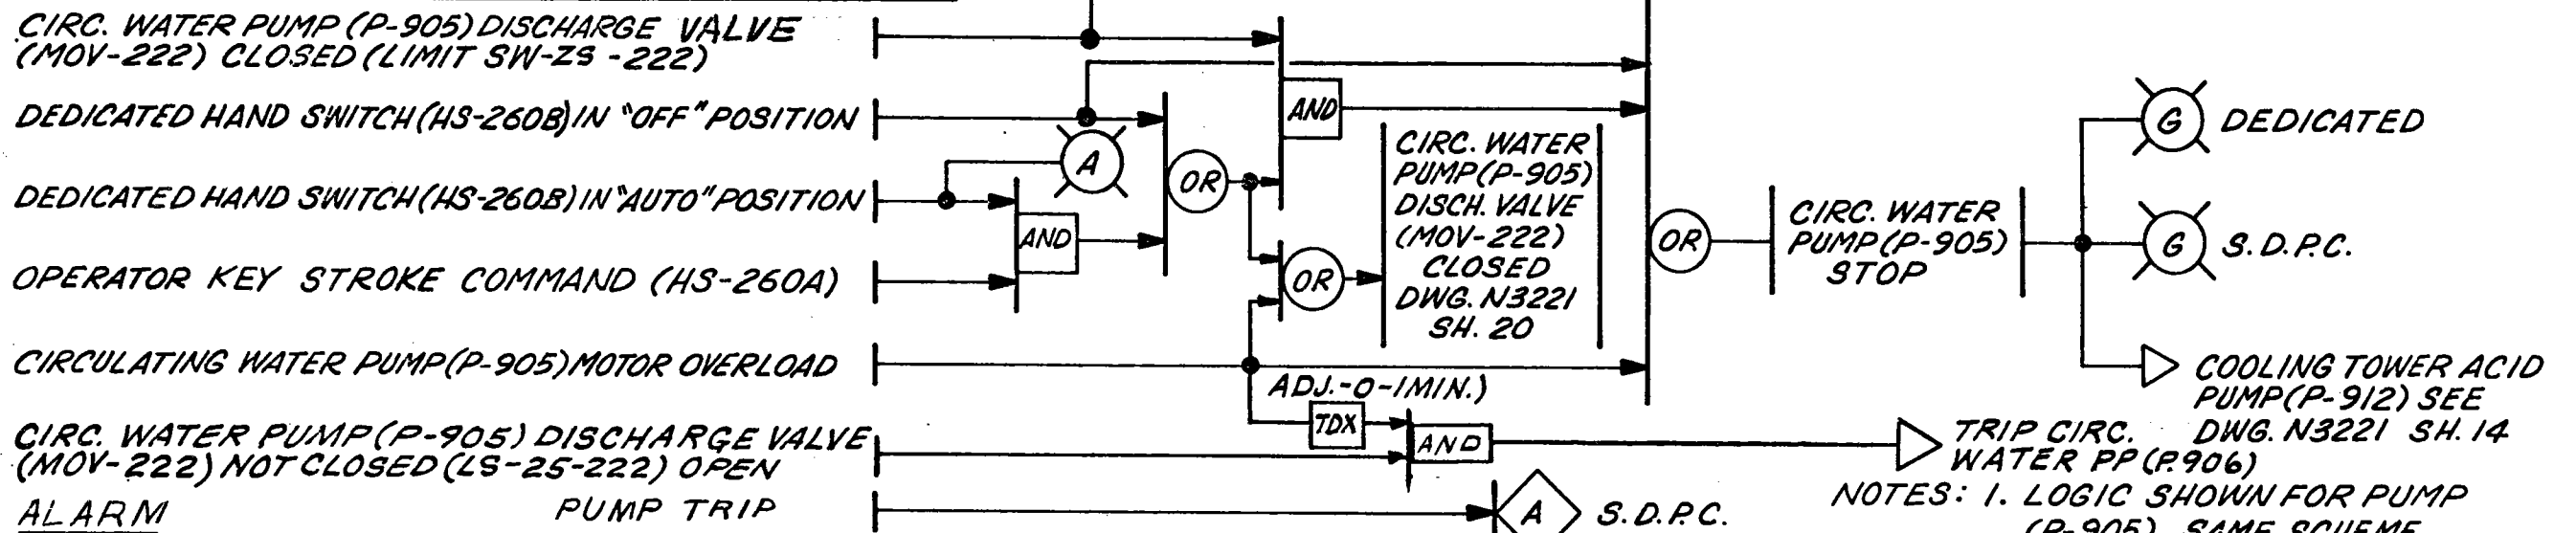 CIRC. WATER PUMP (P-905) DISCHARGE VALVE
(MOV-222) CLOSED (LIMIT SW-ZS -222)
DEDICATED HAND SWITCH (HS-260B) IN "OFF" POSITION
DEDICATED HAND SWITCH (HS-260B) IN "AUTO" POSITION
OPERATOR KEY STROKE COMMAND (HS-260A)
CIRCULATING WATER PUMP (P-905) MOTOR OVERLOAD
CIRC. WATER PUMP (P-905) DISCHARGE VALVE
(MOV-222) NOT CLOSED (LS-25-222) OPEN
ALARM
PUMP TRIP
A
AND
OR
AND
OR
CIRC. WATER
PUMP (P-905)
DISCH. VALVE
(MOV-222)
CLOSED
DWG. N3221
SH. 20
ADJ.-0-1MIN.)
TDX
AND
A
S.D.P.C.
OR
CIRC. WATER
PUMP (P-905)
STOP
G
DEDICATED
G
S.D.P.C.
COOLING TOWER ACID
PUMP (P-912) SEE
DWG. N3221 SH. 14
TRIP CIRC.
WATER PP (P.906)
NOTES: 1. LOGIC SHOWN FOR PUMP
(P-905) SAME SCHEME